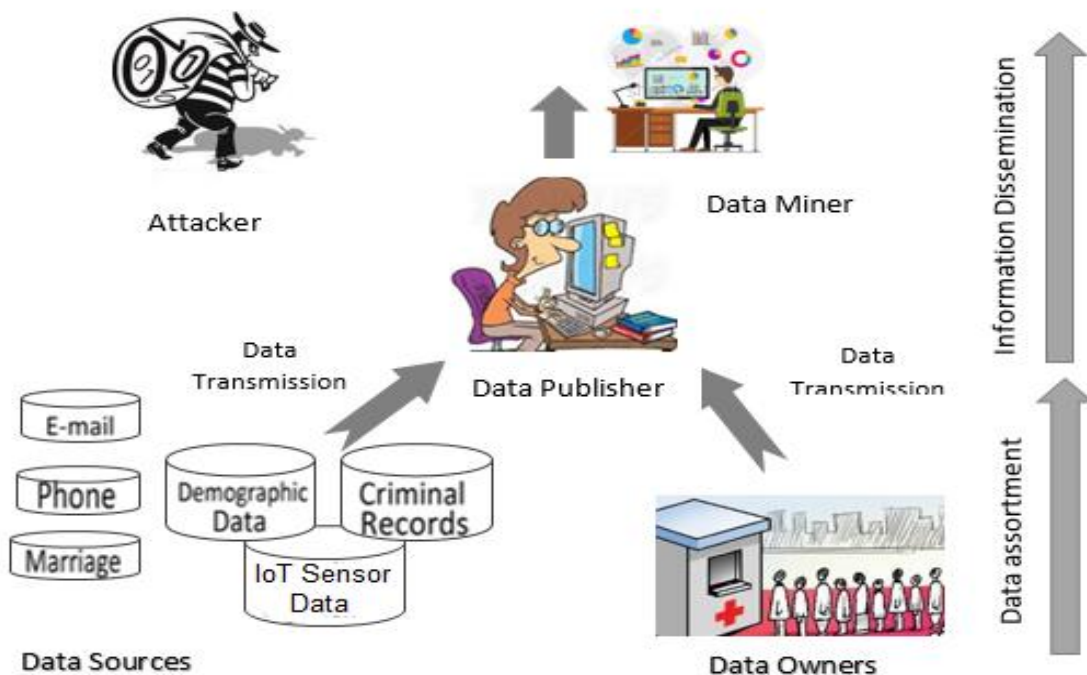 Attacker
Data Miner
Information Dissemination
Data
Transmission
Data Publisher
Data
Transmission
E-mail
Phone
Marriage
Demographic
Data
Criminal
Records
IoT Sensor
Data
Data assortment
Data Sources
Data Owners